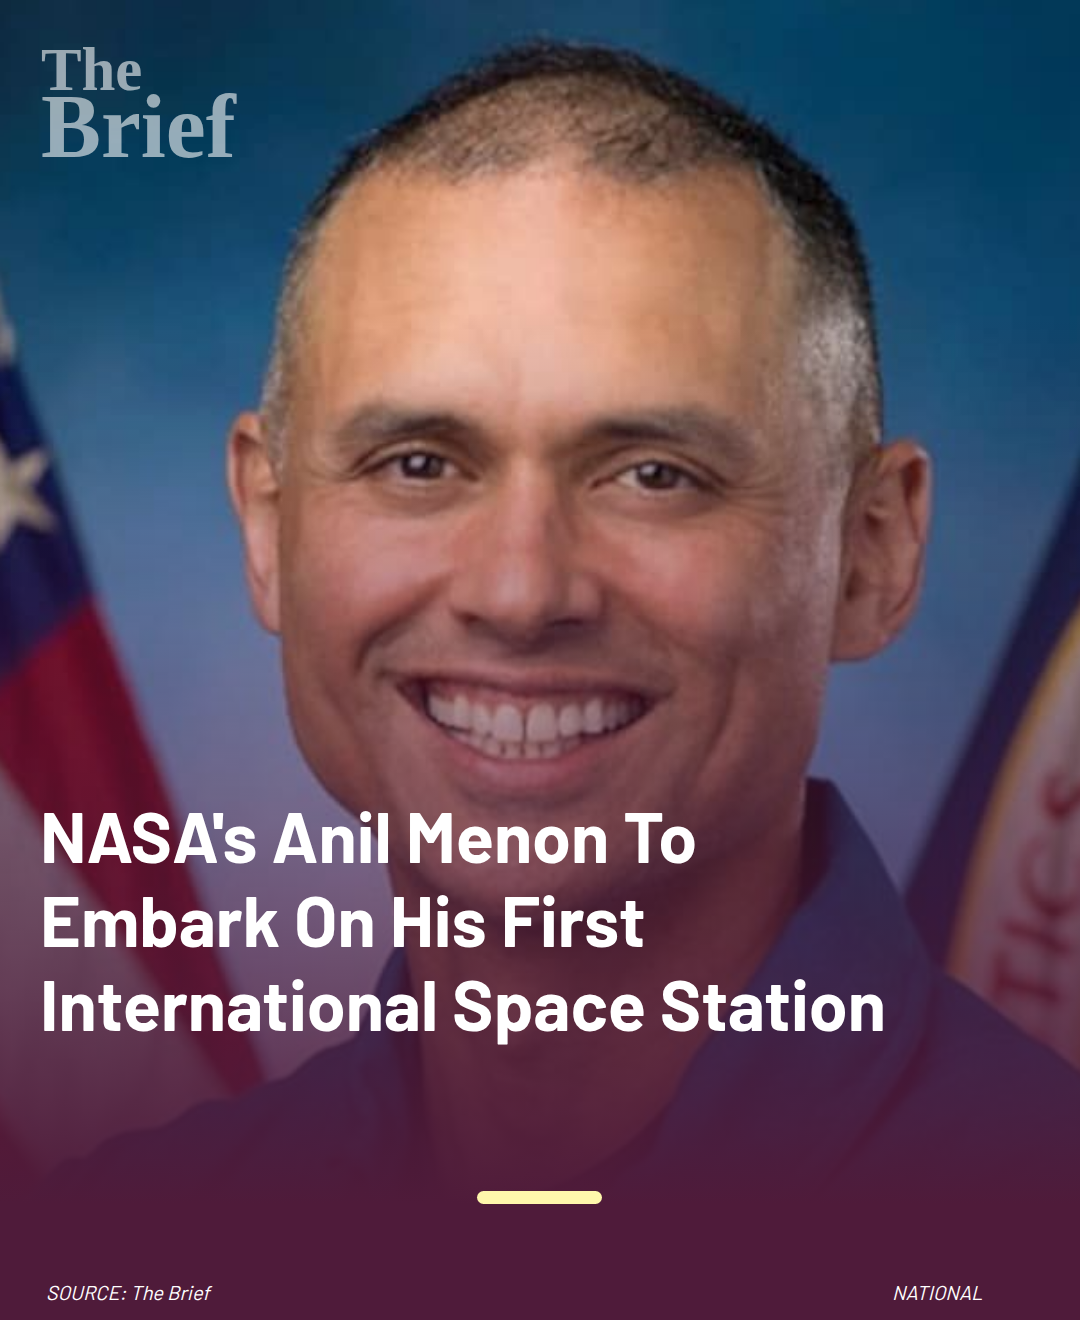 The
Brief
NASA's Anil Menon To
Embark On His First
International Space Station
SOURCE: The Brief
NATIONAL